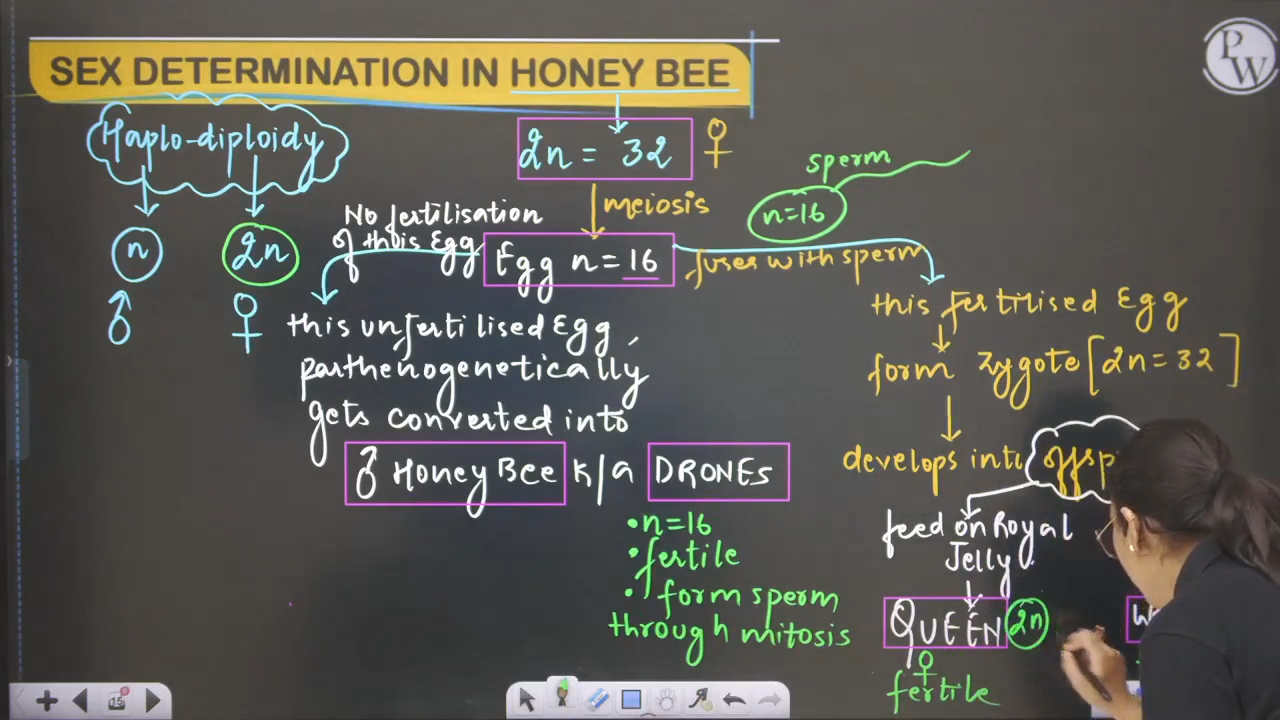 SEX DETERMINATION IN HONEY BEE
PW
Haplo-diploidy
n
2n
♂
♀
2n = 32 ♀
meiosis
sperm
n=16
No fertilisation
of this Egg
Egg n = 16
fuses with sperm
this unfertilised Egg
parthenogenetically
gets converted into
♂ Honey Bee k/a DRONEs
• n=16
• fertile
• form sperm
through mitosis
this fertilised Egg
form zygote [2n = 32]
develops into
feed on Royal
Jelly
QUEEN 2n
♀
fertile
15